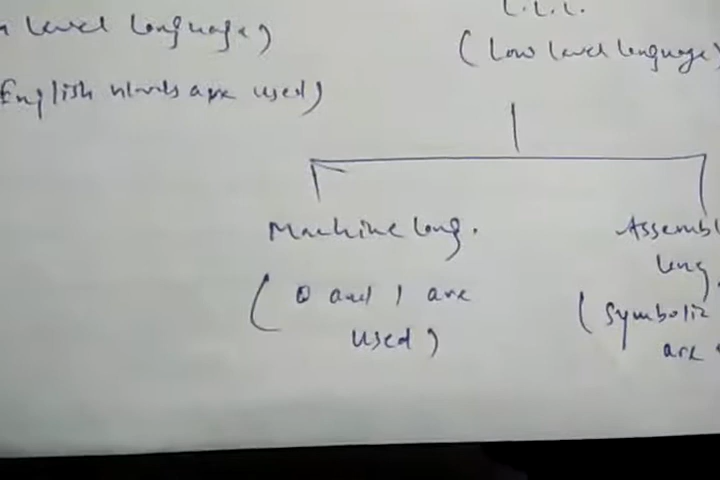 level language)
L.L.L.
(Low level language)
English words are used)
Machine lang.
Assembl
lang.
( 0 and 1 are
used)
( Symbolic
are